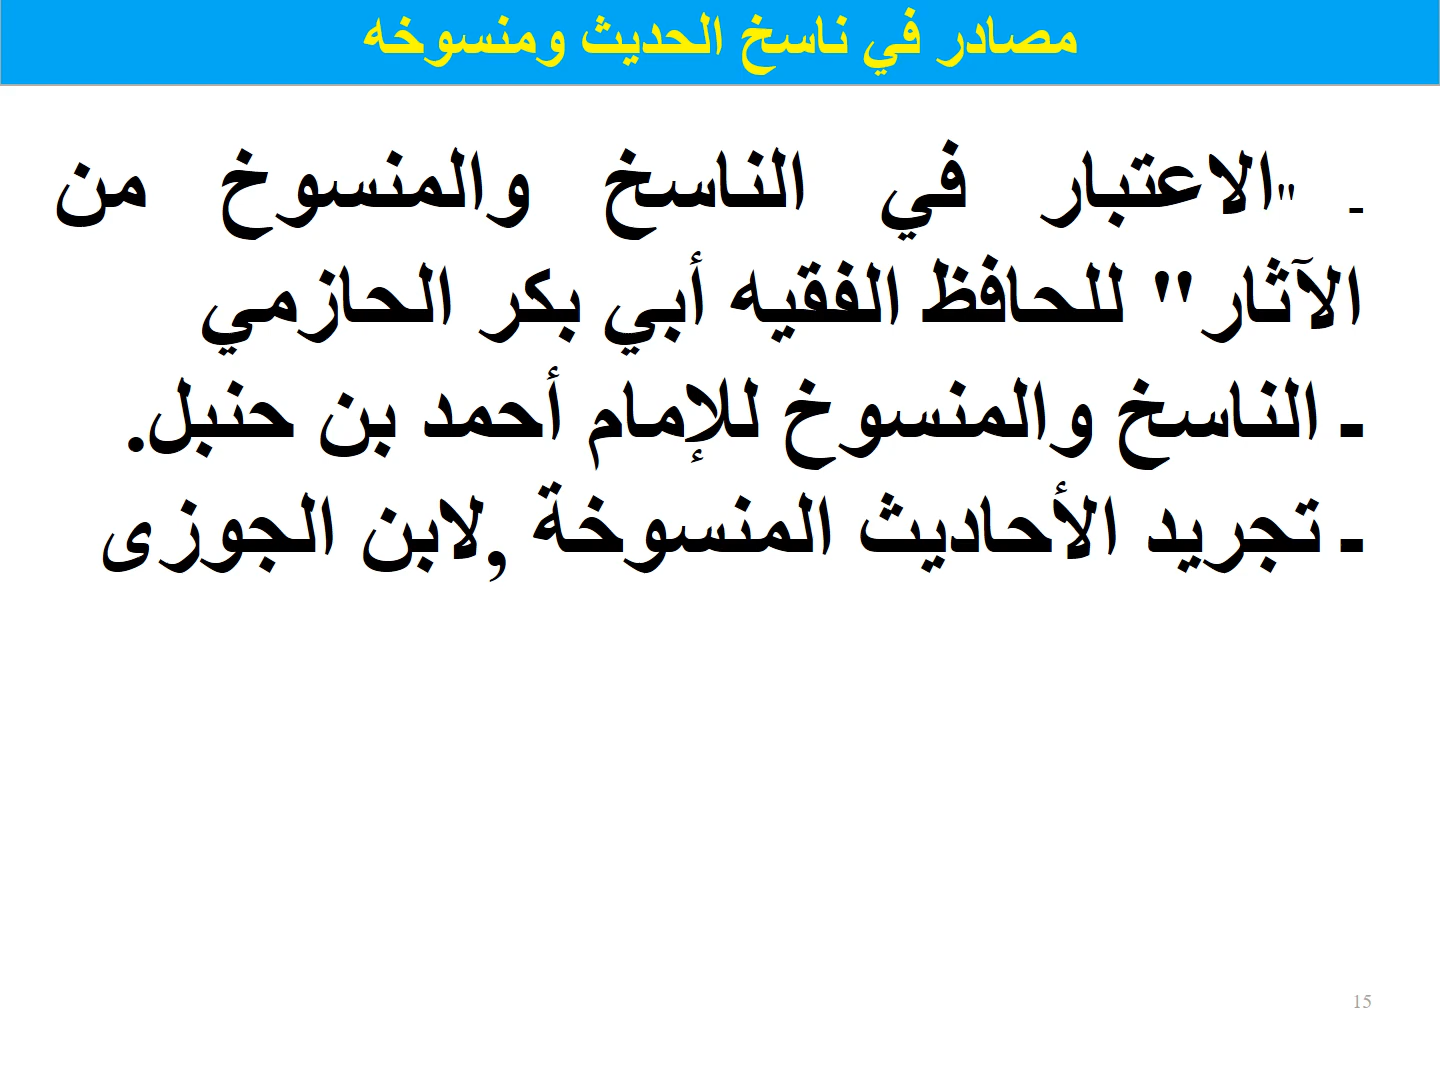 مصادر في ناسخ الحديث ومنسوخه
- "الاعتبار في الناسخ والمنسوخ من
الآثار" للحافظ الفقيه أبي بكر الحازمي
ـ الناسخ والمنسوخ للإمام أحمد بن حنبل.
ـ تجريد الأحاديث المنسوخة ,لابن الجوزى
15